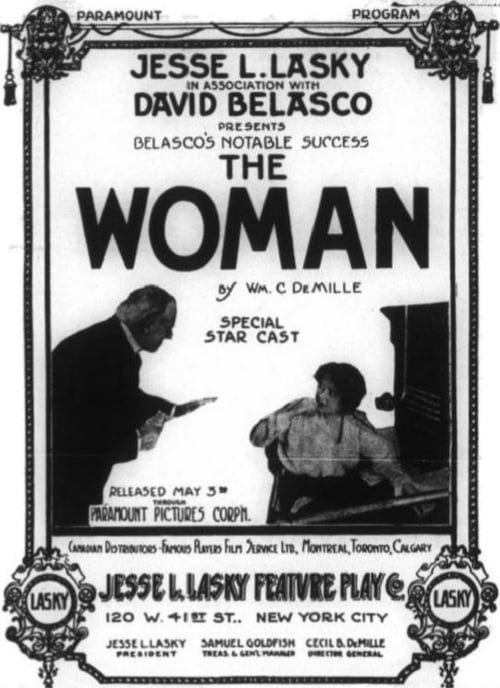 PARAMOUNT PROGRAM
JESSE L. LASKY
IN ASSOCIATION WITH
DAVID BELASCO
PRESENTS
BELASCO'S NOTABLE SUCCESS
THE
WOMAN
By WM. C DEMILLE
SPECIAL
STAR CAST
RELEASED MAY 3RD
THROUGH
PARAMOUNT PICTURES CORP'N.
CANADIAN DISTRIBUTORS-FAMOUS PLAYERS FILM SERVICE LTD., MONTREAL, TORONTO, CALGARY
LASKY
JESSE L. LASKY FEATURE PLAY Co.
LASKY
120 W. 41ST ST., NEW YORK CITY
JESSE L. LASKY SAMUEL GOLDFISH CECIL B. DEMILLE
PRESIDENT TREAS. & GEN'L MANAGER DIRECTOR GENERAL